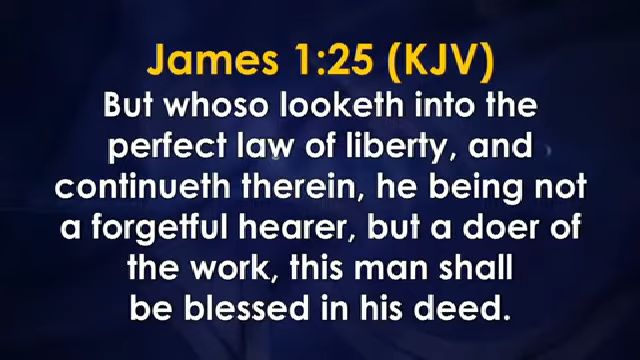 James 1:25 (KJV)
But whoso looketh into the
perfect law of liberty, and
continueth therein, he being not
a forgetful hearer, but a doer of
the work, this man shall
be blessed in his deed.